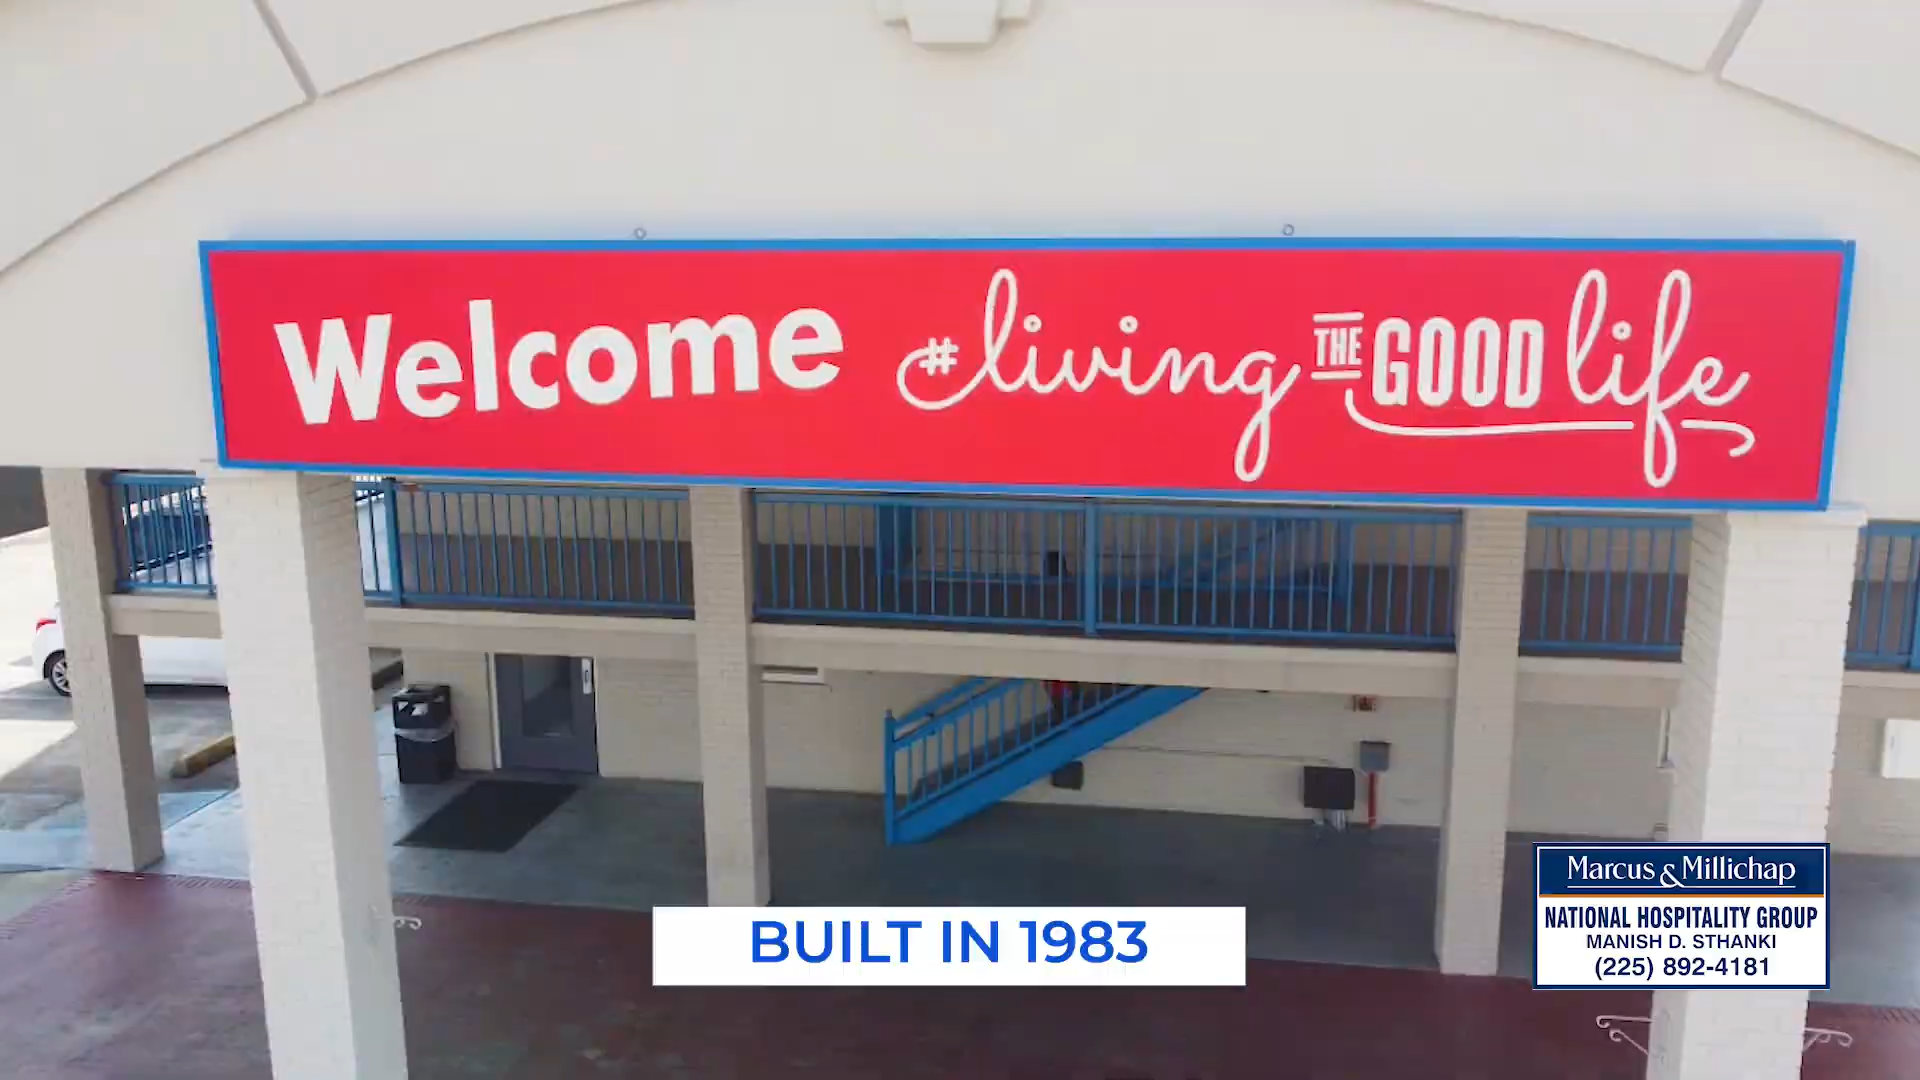 Welcome #living THE GOOD life
BUILT IN 1983
Marcus & Millichap
NATIONAL HOSPITALITY GROUP
MANISH D. STHANKI
(225) 892-4181